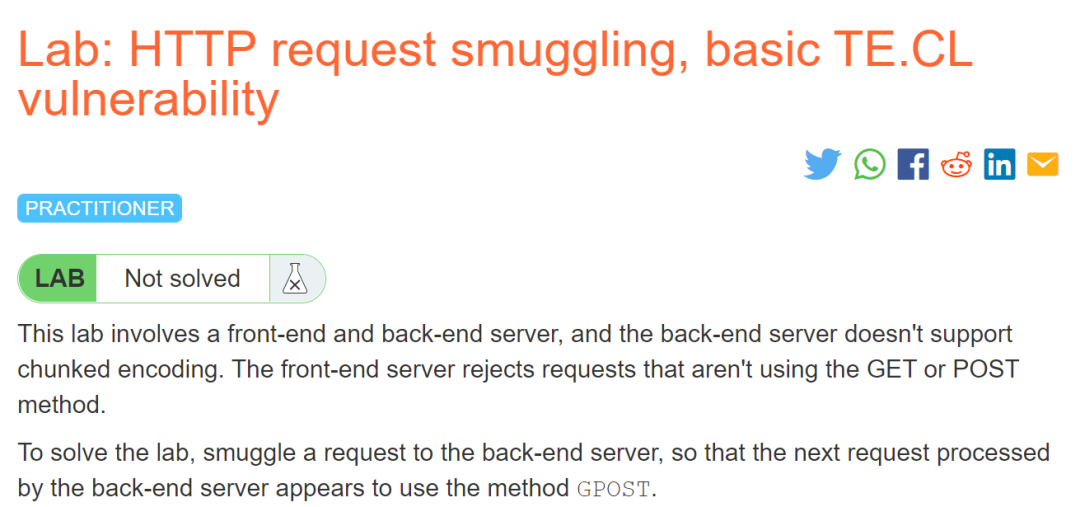 Lab: HTTP request smuggling, basic TE.CL
vulnerability
PRACTITIONER
LAB Not solved
This lab involves a front-end and back-end server, and the back-end server doesn't support
chunked encoding. The front-end server rejects requests that aren't using the GET or POST
method.
To solve the lab, smuggle a request to the back-end server, so that the next request processed
by the back-end server appears to use the method GPOST.